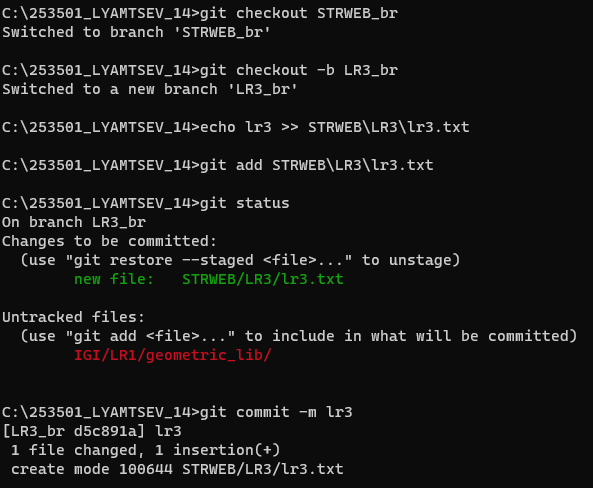 C:\253501_LYAMTSEV_14>git checkout STRWEB_br
Switched to branch 'STRWEB_br'
C:\253501_LYAMTSEV_14>git checkout -b LR3_br
Switched to a new branch 'LR3_br'
C:\253501_LYAMTSEV_14>echo lr3 >> STRWEB\LR3\lr3.txt
C:\253501_LYAMTSEV_14>git add STRWEB\LR3\lr3.txt
C:\253501_LYAMTSEV_14>git status
On branch LR3_br
Changes to be committed:
  (use "git restore --staged <file>..." to unstage)
        new file:   STRWEB/LR3/lr3.txt
Untracked files:
  (use "git add <file>..." to include in what will be committed)
        IGI/LR1/geometric_lib/
C:\253501_LYAMTSEV_14>git commit -m lr3
[LR3_br d5c891a] lr3
 1 file changed, 1 insertion(+)
 create mode 100644 STRWEB/LR3/lr3.txt